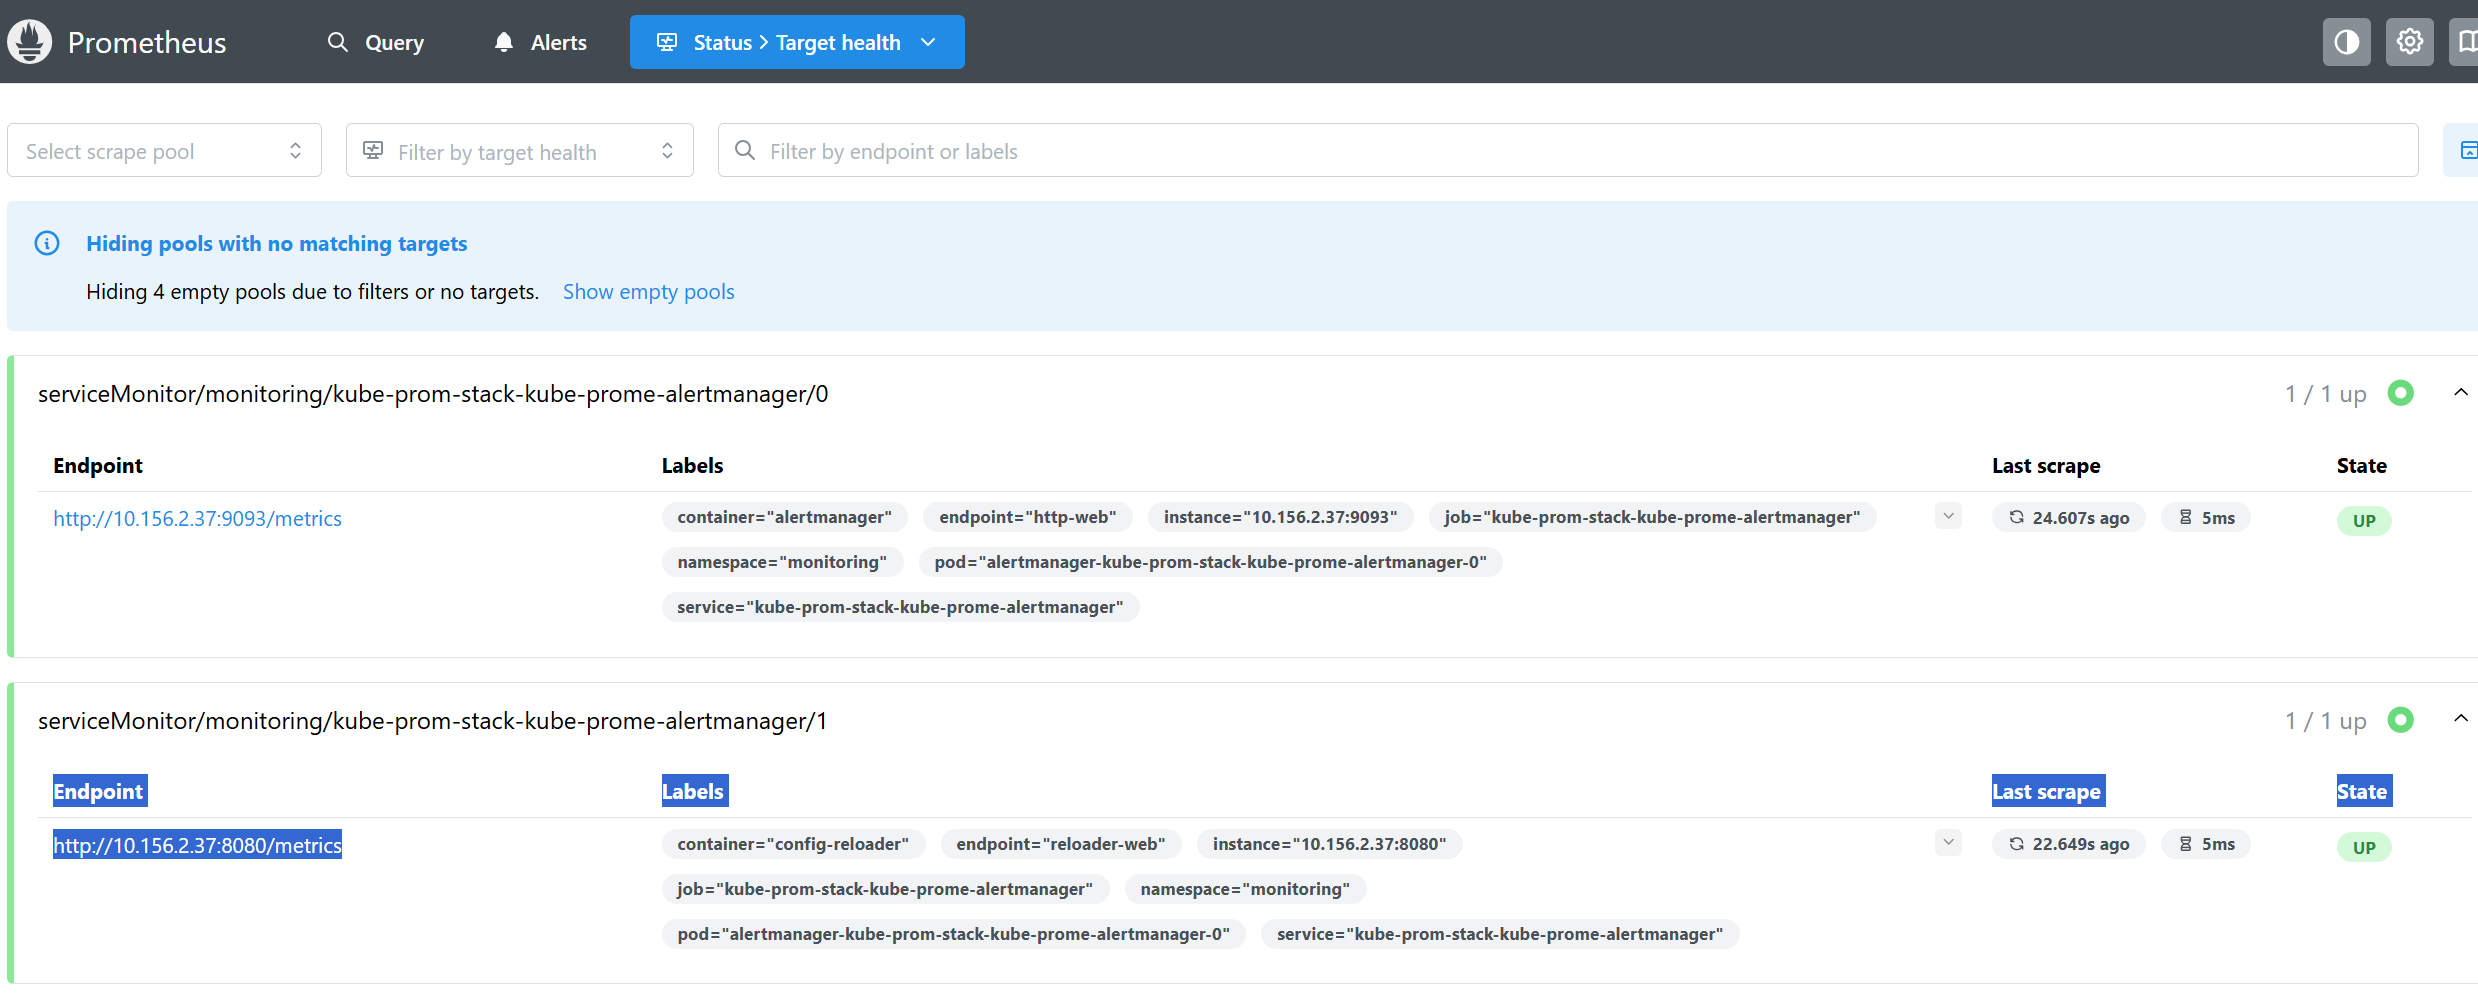 Prometheus Query Alerts Status > Target health
Select scrape pool Filter by target health Filter by endpoint or labels
Hiding pools with no matching targets
Hiding 4 empty pools due to filters or no targets. Show empty pools
serviceMonitor/monitoring/kube-prom-stack-kube-prome-alertmanager/0 1 / 1 up
Endpoint Labels Last scrape State
http://10.156.2.37:9093/metrics container="alertmanager" endpoint="http-web" instance="10.156.2.37:9093" job="kube-prom-stack-kube-prome-alertmanager" 24.607s ago 5ms UP
namespace="monitoring" pod="alertmanager-kube-prom-stack-kube-prome-alertmanager-0"
service="kube-prom-stack-kube-prome-alertmanager"
serviceMonitor/monitoring/kube-prom-stack-kube-prome-alertmanager/1 1 / 1 up
Endpoint Labels Last scrape State
http://10.156.2.37:8080/metrics container="config-reloader" endpoint="reloader-web" instance="10.156.2.37:8080" 22.649s ago 5ms UP
job="kube-prom-stack-kube-prome-alertmanager" namespace="monitoring"
pod="alertmanager-kube-prom-stack-kube-prome-alertmanager-0" service="kube-prom-stack-kube-prome-alertmanager"